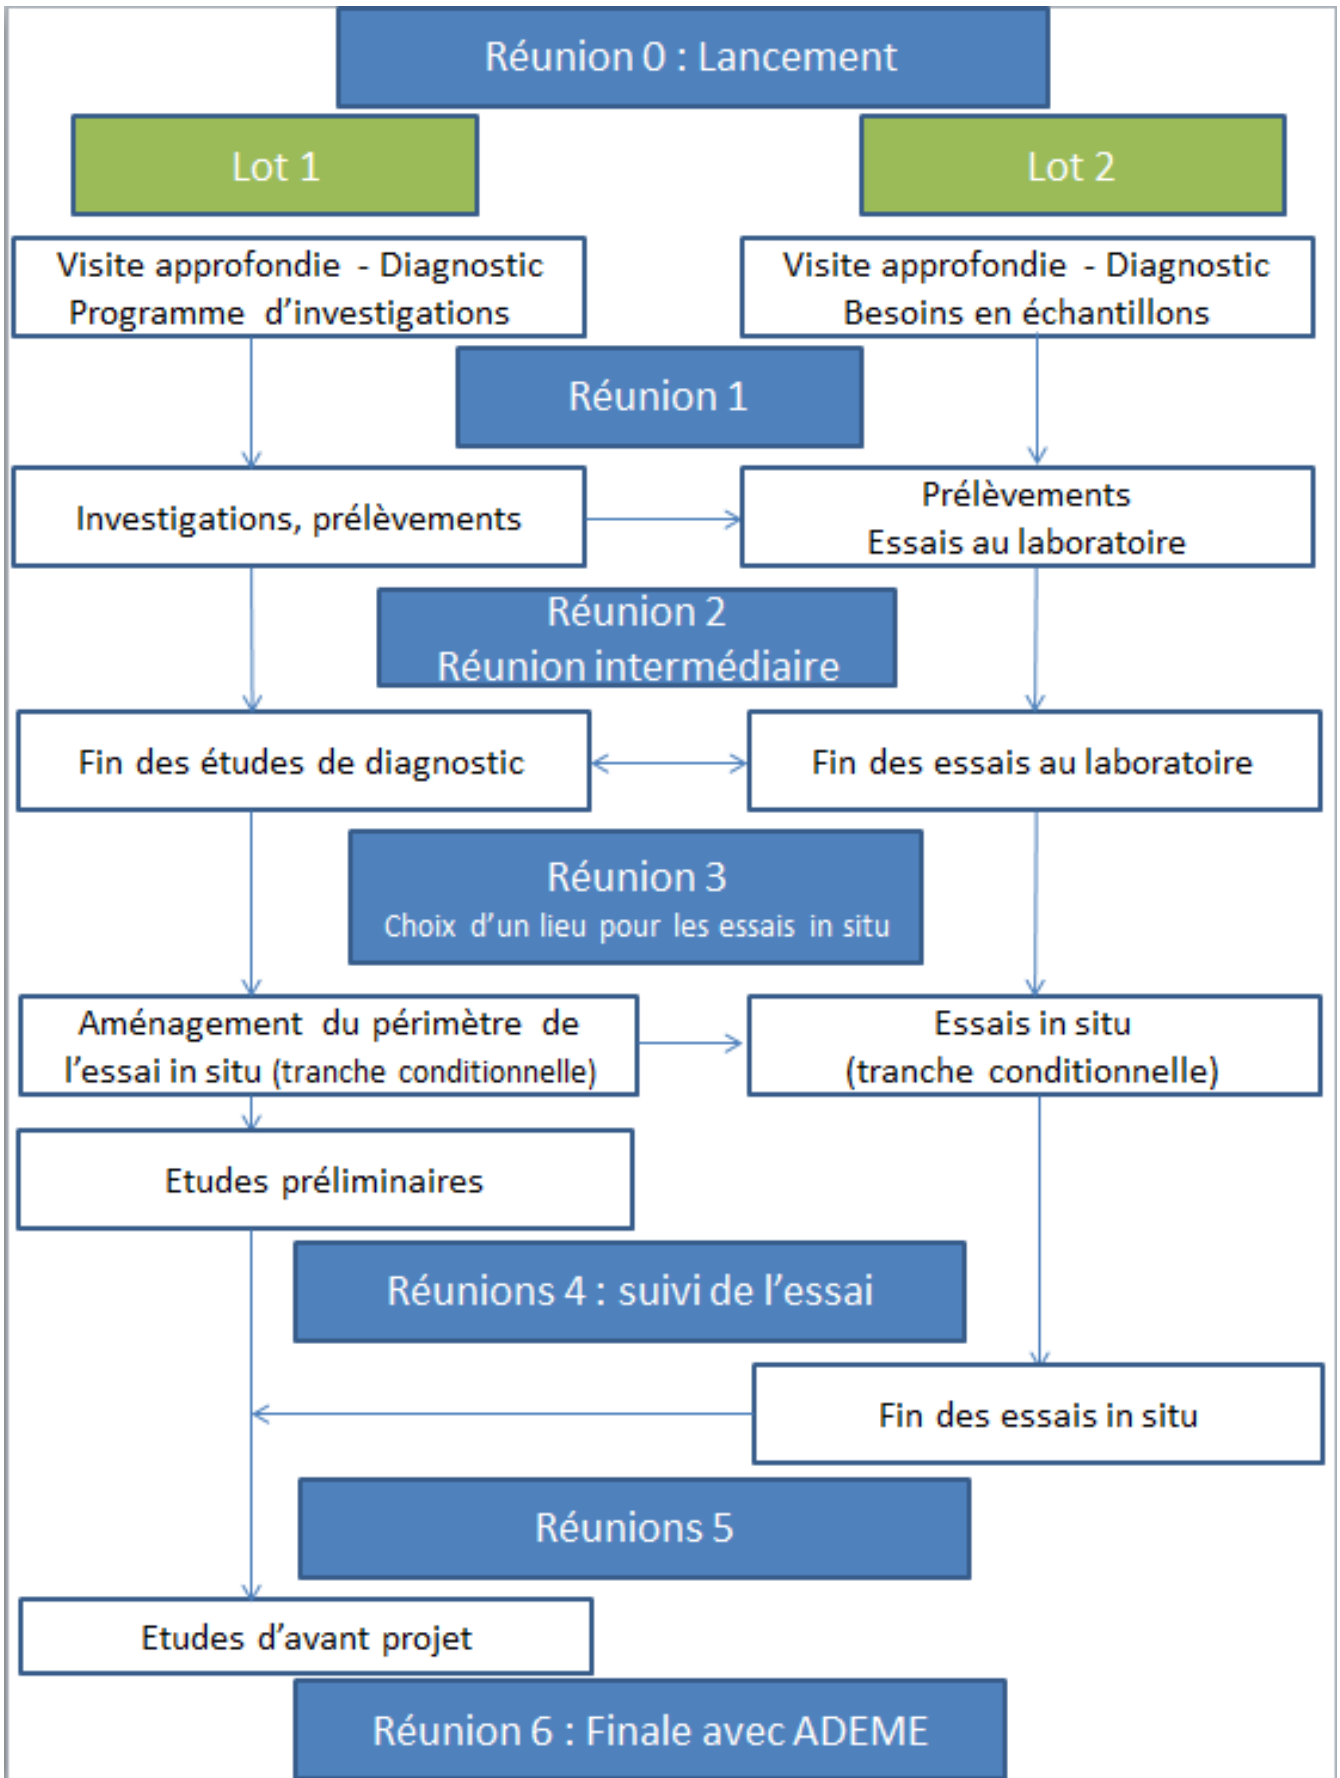 Réunion 0 : Lancement
Lot 1
Lot 2
Visite approfondie - Diagnostic
Programme d’investigations
Visite approfondie - Diagnostic
Besoins en échantillons
Réunion 1
Investigations, prélèvements
Prélèvements
Essais au laboratoire
Réunion 2
Réunion intermédiaire
Fin des études de diagnostic
Fin des essais au laboratoire
Réunion 3
Choix d’un lieu pour les essais in situ
Aménagement du périmètre de
l’essai in situ (tranche conditionnelle)
Essais in situ
(tranche conditionnelle)
Etudes préliminaires
Réunions 4 : suivi de l’essai
Fin des essais in situ
Réunions 5
Etudes d’avant projet
Réunion 6 : Finale avec ADEME